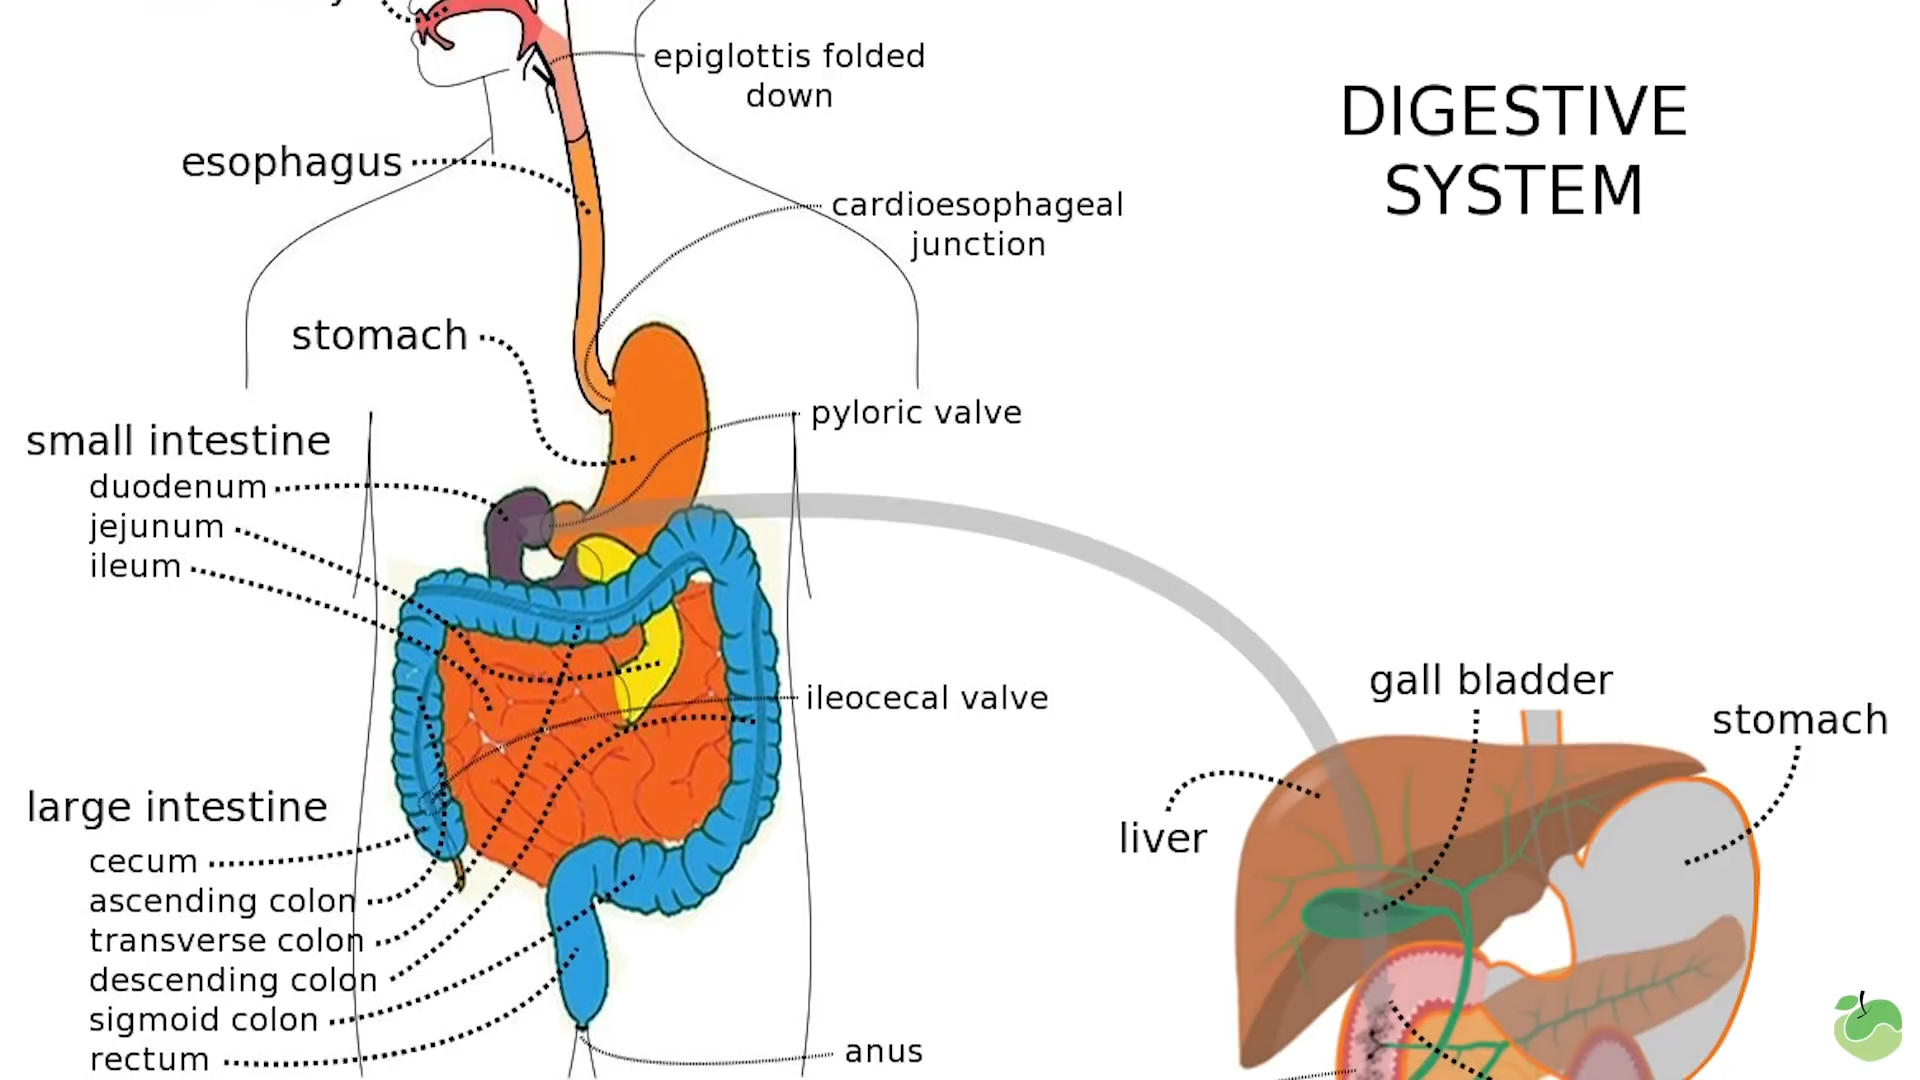 epiglottis folded
down
DIGESTIVE
SYSTEM
esophagus
cardioesophageal
junction
stomach
pyloric valve
small intestine
duodenum
jejunum
ileum
gall bladder
ileocecal valve
stomach
large intestine
liver
cecum
ascending colon
transverse colon
descending colon
sigmoid colon
rectum
anus